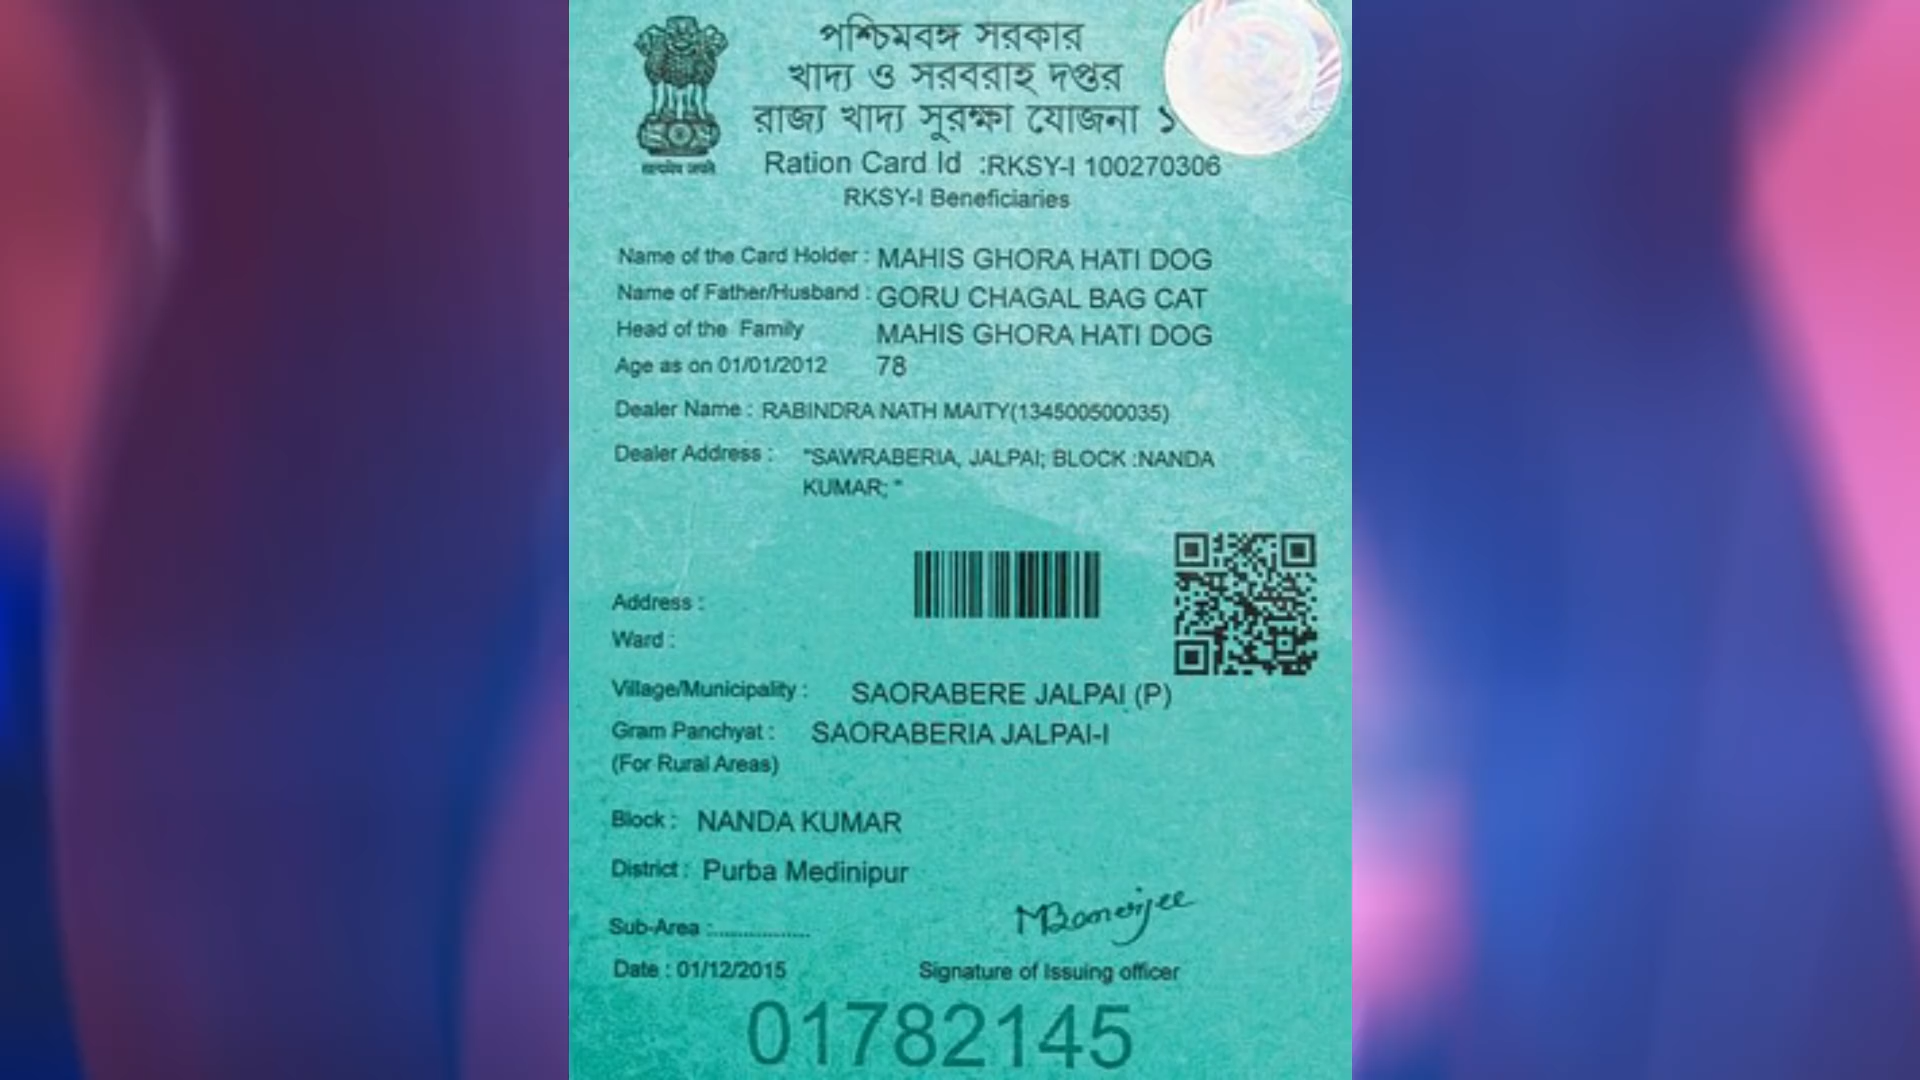 পশ্চিমবঙ্গ সরকার
খাদ্য ও সরবরাহ দপ্তর
রাজ্য খাদ্য সুরক্ষা যোজনা ১
Ration Card Id :RKSY-I 100270306
RKSY-I Beneficiaries
Name of the Card Holder : MAHIS GHORA HATI DOG
Name of Father/Husband : GORU CHAGAL BAG CAT
Head of the Family MAHIS GHORA HATI DOG
Age as on 01/01/2012 78
Dealer Name : RABINDRA NATH MAITY(134500500035)
Dealer Address : "SAWRABERIA, JALPAI; BLOCK :NANDA
KUMAR; "
Address :
Ward :
Village/Municipality : SAORABERE JALPAI (P)
Gram Panchyat : SAORABERIA JALPAI-I
(For Rural Areas)
Block : NANDA KUMAR
District : Purba Medinipur
MBanerjee
Sub-Area :..................
Date : 01/12/2015 Signature of Issuing officer
01782145